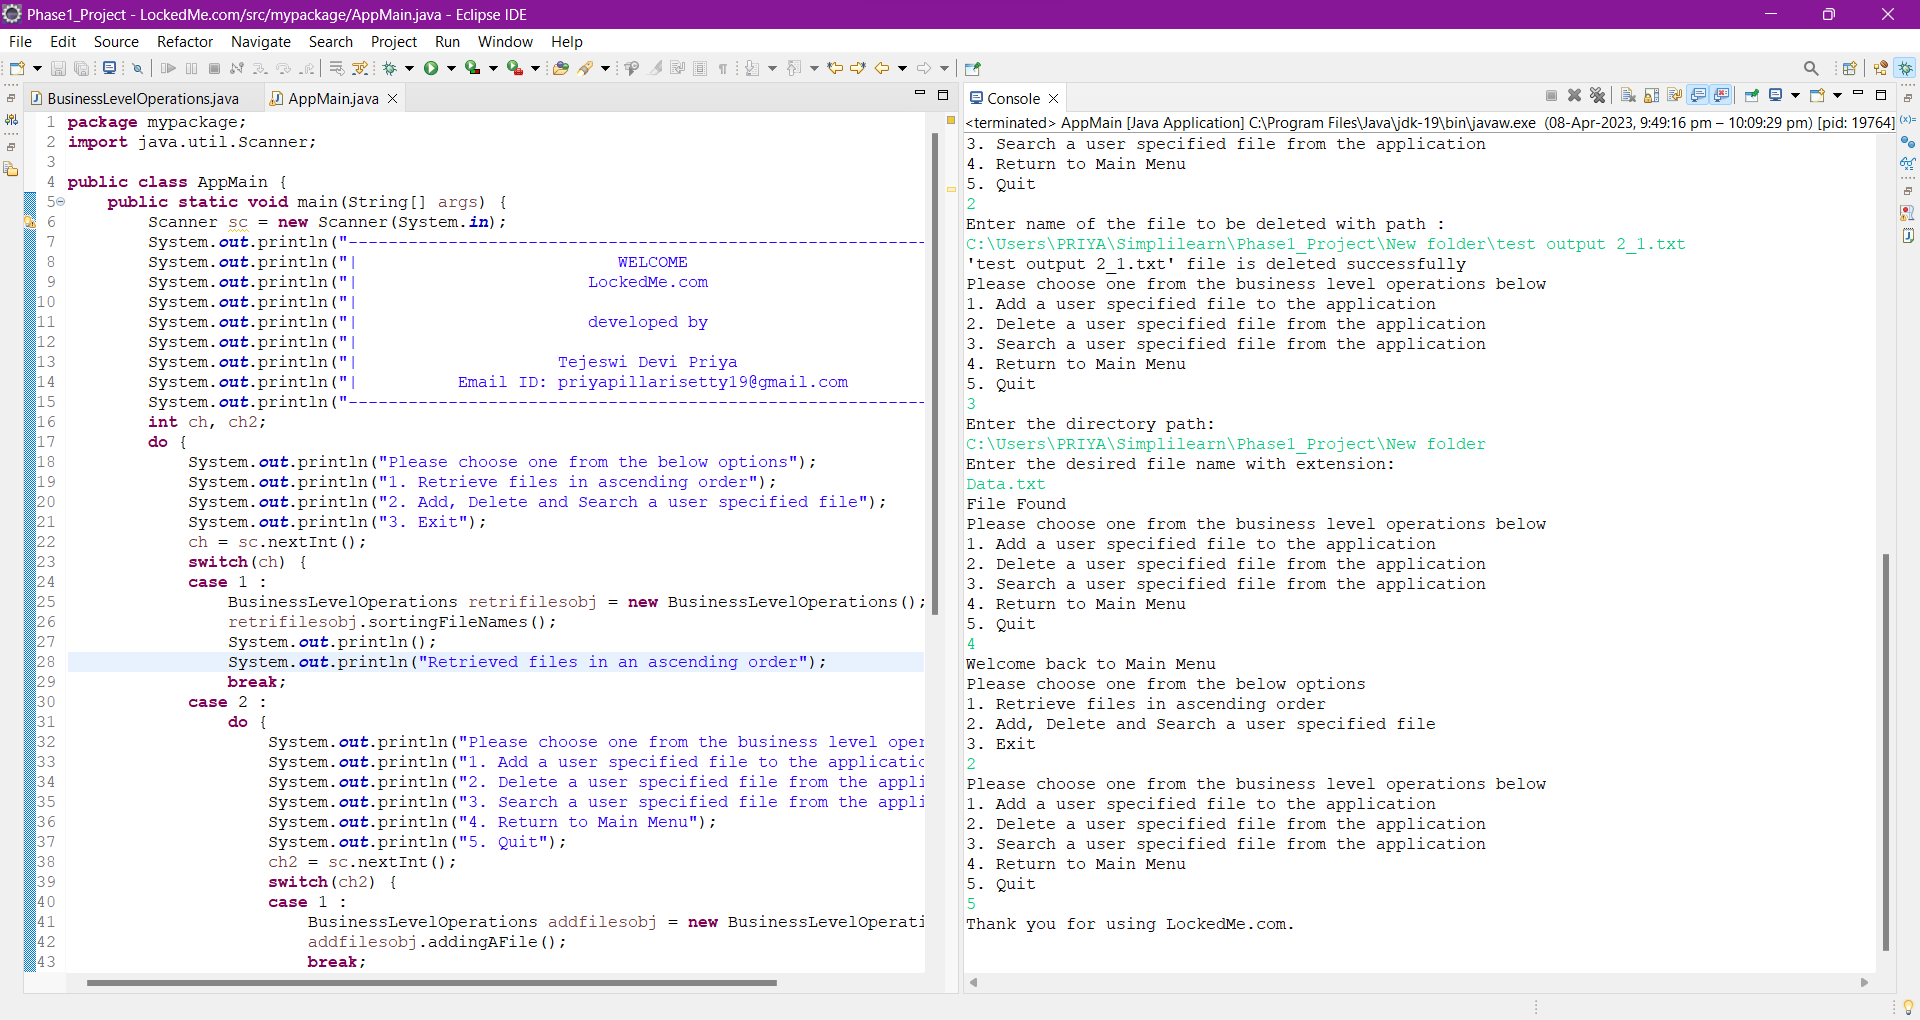 Phase1_Project - LockedMe.com/src/mypackage/AppMain.java - Eclipse IDE
File Edit Source Refactor Navigate Search Project Run Window Help
BusinessLevelOperations.java AppMain.java
1 package mypackage;
2 import java.util.Scanner;
3
4 public class AppMain {
5 public static void main(String[] args) {
6 Scanner sc = new Scanner(System.in);
7 System.out.println("----------------------------------------------------------
8 System.out.println("| WELCOME
9 System.out.println("| LockedMe.com
10 System.out.println("|
11 System.out.println("| developed by
12 System.out.println("|
13 System.out.println("| Tejeswi Devi Priya
14 System.out.println("| Email ID: priyapillarisetty19@gmail.com
15 System.out.println("----------------------------------------------------------
16 int ch, ch2;
17 do {
18 System.out.println("Please choose one from the below options");
19 System.out.println("1. Retrieve files in ascending order");
20 System.out.println("2. Add, Delete and Search a user specified file");
21 System.out.println("3. Exit");
22 ch = sc.nextInt();
23 switch(ch) {
24 case 1 :
25 BusinessLevelOperations retrifilesobj = new BusinessLevelOperations();
26 retrifilesobj.sortingFileNames();
27 System.out.println();
28 System.out.println("Retrieved files in an ascending order");
29 break;
30 case 2 :
31 do {
32 System.out.println("Please choose one from the business level oper
33 System.out.println("1. Add a user specified file to the applicatio
34 System.out.println("2. Delete a user specified file from the appli
35 System.out.println("3. Search a user specified file from the appli
36 System.out.println("4. Return to Main Menu");
37 System.out.println("5. Quit");
38 ch2 = sc.nextInt();
39 switch(ch2) {
40 case 1 :
41 BusinessLevelOperations addfilesobj = new BusinessLevelOperati
42 addfilesobj.addingAFile();
43 break;
Console
<terminated> AppMain [Java Application] C:\Program Files\Java\jdk-19\bin\javaw.exe (08-Apr-2023, 9:49:16 pm – 10:09:29 pm) [pid: 19764]
3. Search a user specified file from the application
4. Return to Main Menu
5. Quit
2
Enter name of the file to be deleted with path :
C:\Users\PRIYA\Simplilearn\Phase1_Project\New folder\test output 2_1.txt
'test output 2_1.txt' file is deleted successfully
Please choose one from the business level operations below
1. Add a user specified file to the application
2. Delete a user specified file from the application
3. Search a user specified file from the application
4. Return to Main Menu
5. Quit
3
Enter the directory path:
C:\Users\PRIYA\Simplilearn\Phase1_Project\New folder
Enter the desired file name with extension:
Data.txt
File Found
Please choose one from the business level operations below
1. Add a user specified file to the application
2. Delete a user specified file from the application
3. Search a user specified file from the application
4. Return to Main Menu
5. Quit
4
Welcome back to Main Menu
Please choose one from the below options
1. Retrieve files in ascending order
2. Add, Delete and Search a user specified file
3. Exit
2
Please choose one from the business level operations below
1. Add a user specified file to the application
2. Delete a user specified file from the application
3. Search a user specified file from the application
4. Return to Main Menu
5. Quit
5
Thank you for using LockedMe.com.